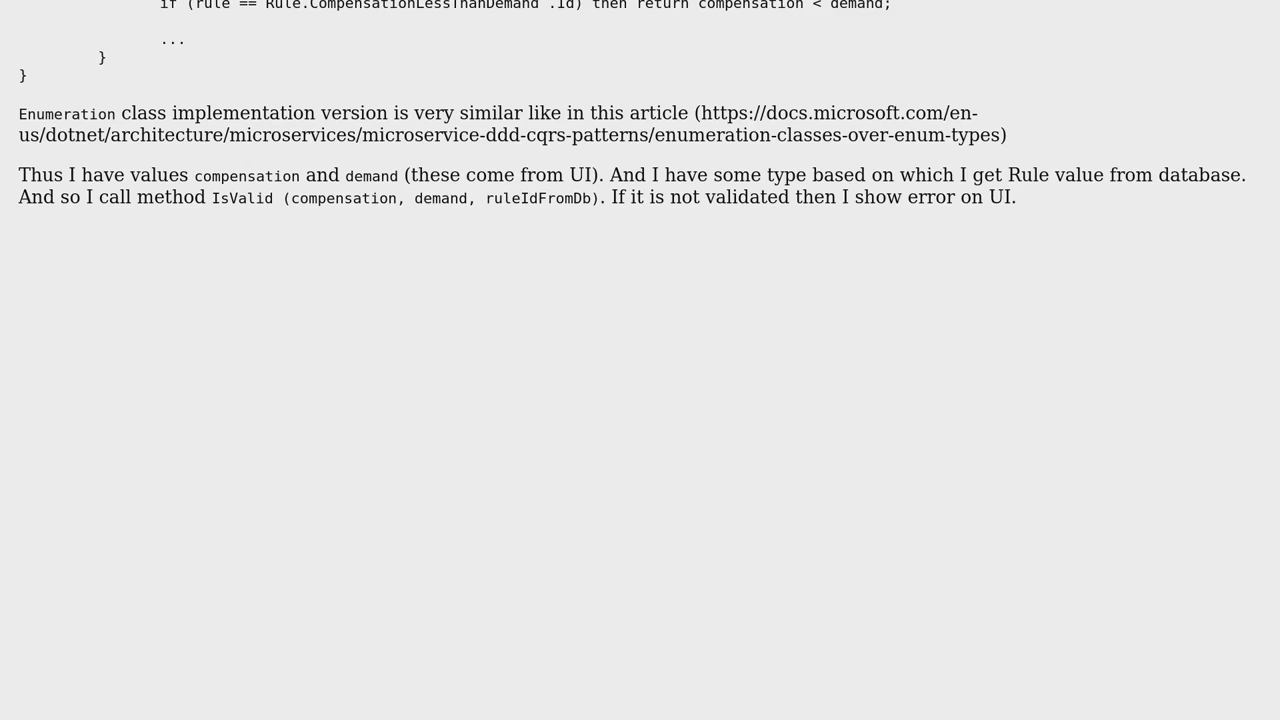 if (rule == Rule.CompensationLessThanDemand .Id) then return compensation < demand;
...
}
}
Enumeration class implementation version is very similar like in this article (https://docs.microsoft.com/en-
us/dotnet/architecture/microservices/microservice-ddd-cqrs-patterns/enumeration-classes-over-enum-types)
Thus I have values compensation and demand (these come from UI). And I have some type based on which I get Rule value from database.
And so I call method IsValid (compensation, demand, ruleIdFromDb). If it is not validated then I show error on UI.